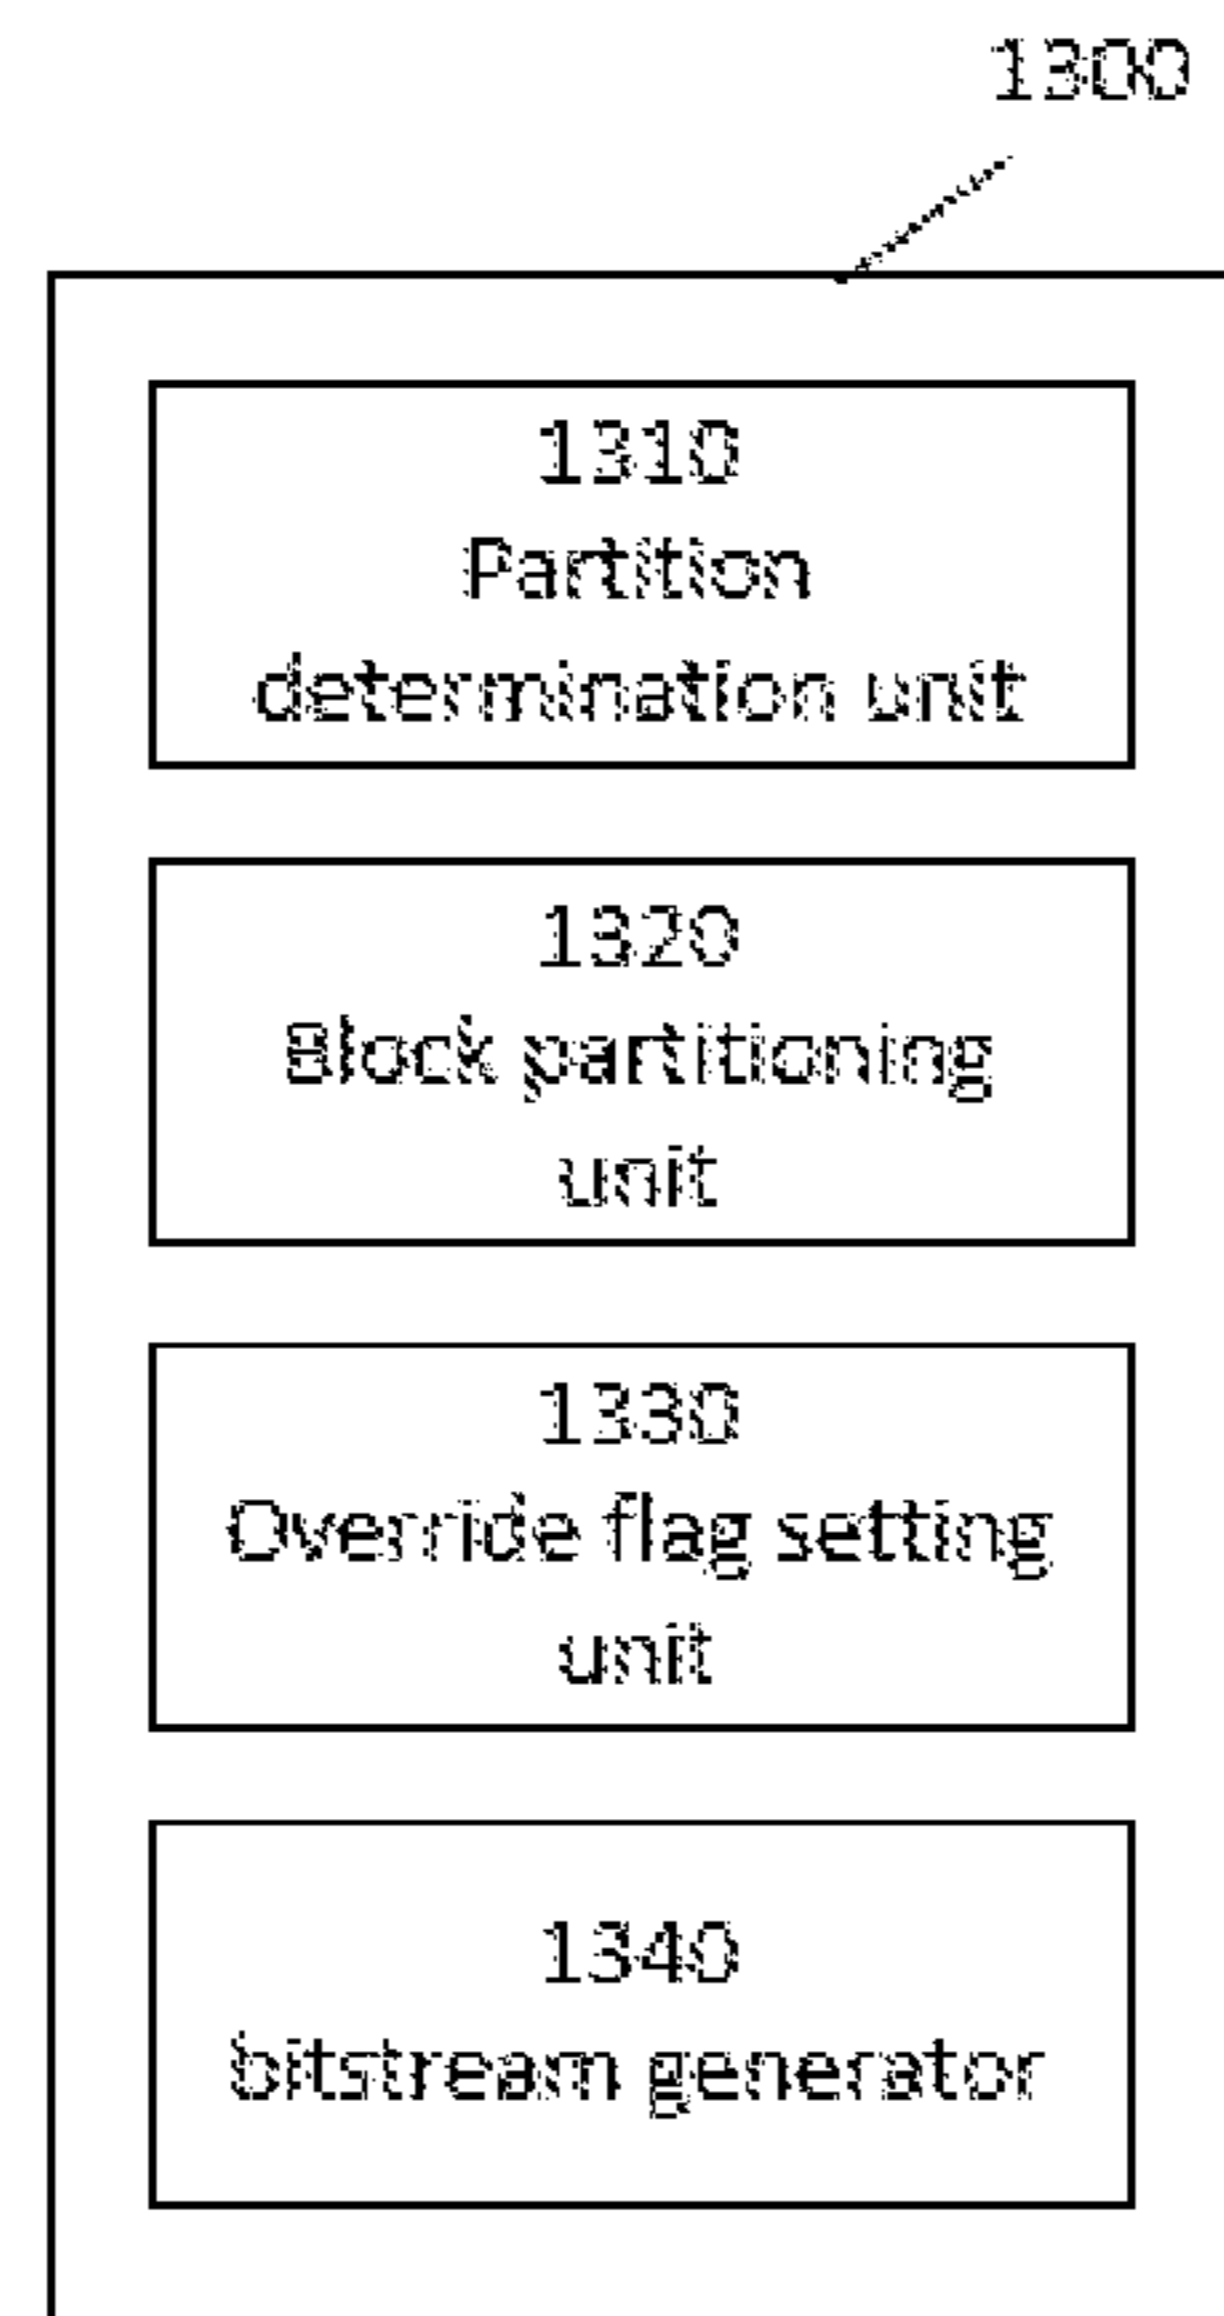 1300
1310
Partition
determination unit
1320
Block partitioning
unit
1330
Override flag setting
unit
1340
bitstream generator